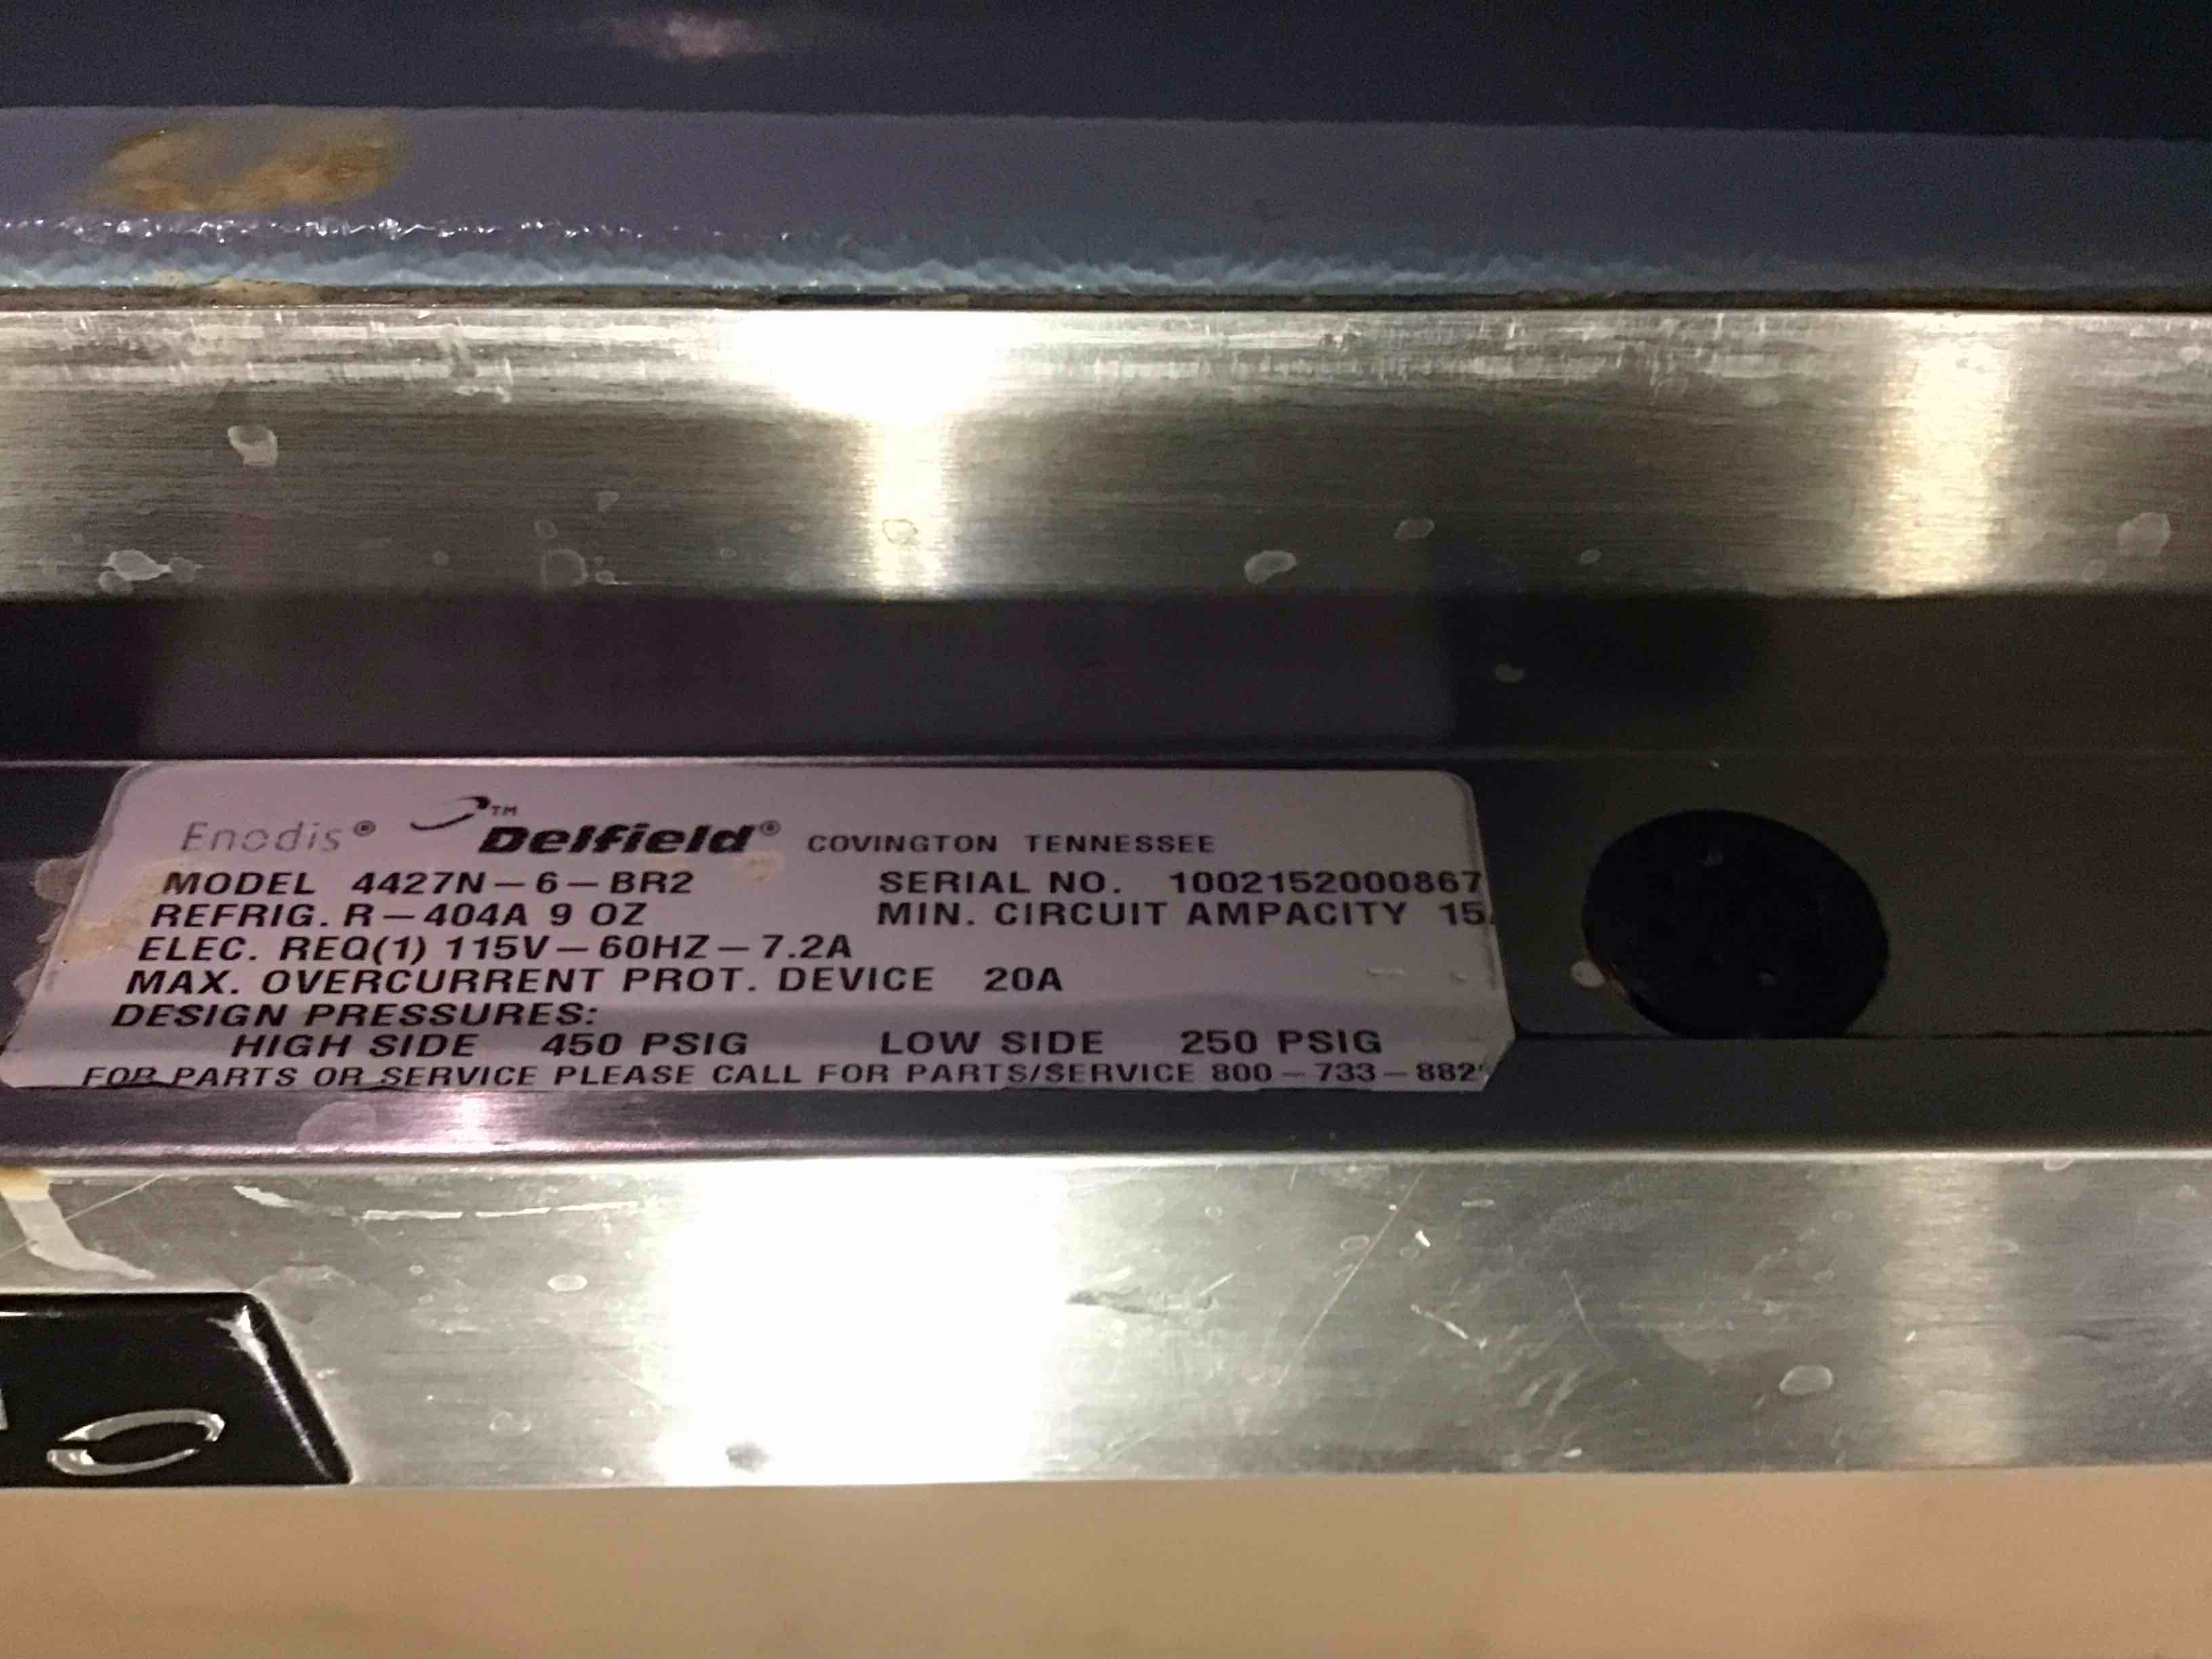 Enodis® ™ Delfield® COVINGTON TENNESSEE
MODEL 4427N-6-BR2 SERIAL NO. 1002152000867
REFRIG. R-404A 9 OZ MIN. CIRCUIT AMPACITY 15
ELEC. REQ(1) 115V-60HZ-7.2A
MAX. OVERCURRENT PROT. DEVICE 20A
DESIGN PRESSURES:
HIGH SIDE 450 PSIG LOW SIDE 250 PSIG
FOR PARTS OR SERVICE PLEASE CALL FOR PARTS/SERVICE 800-733-882